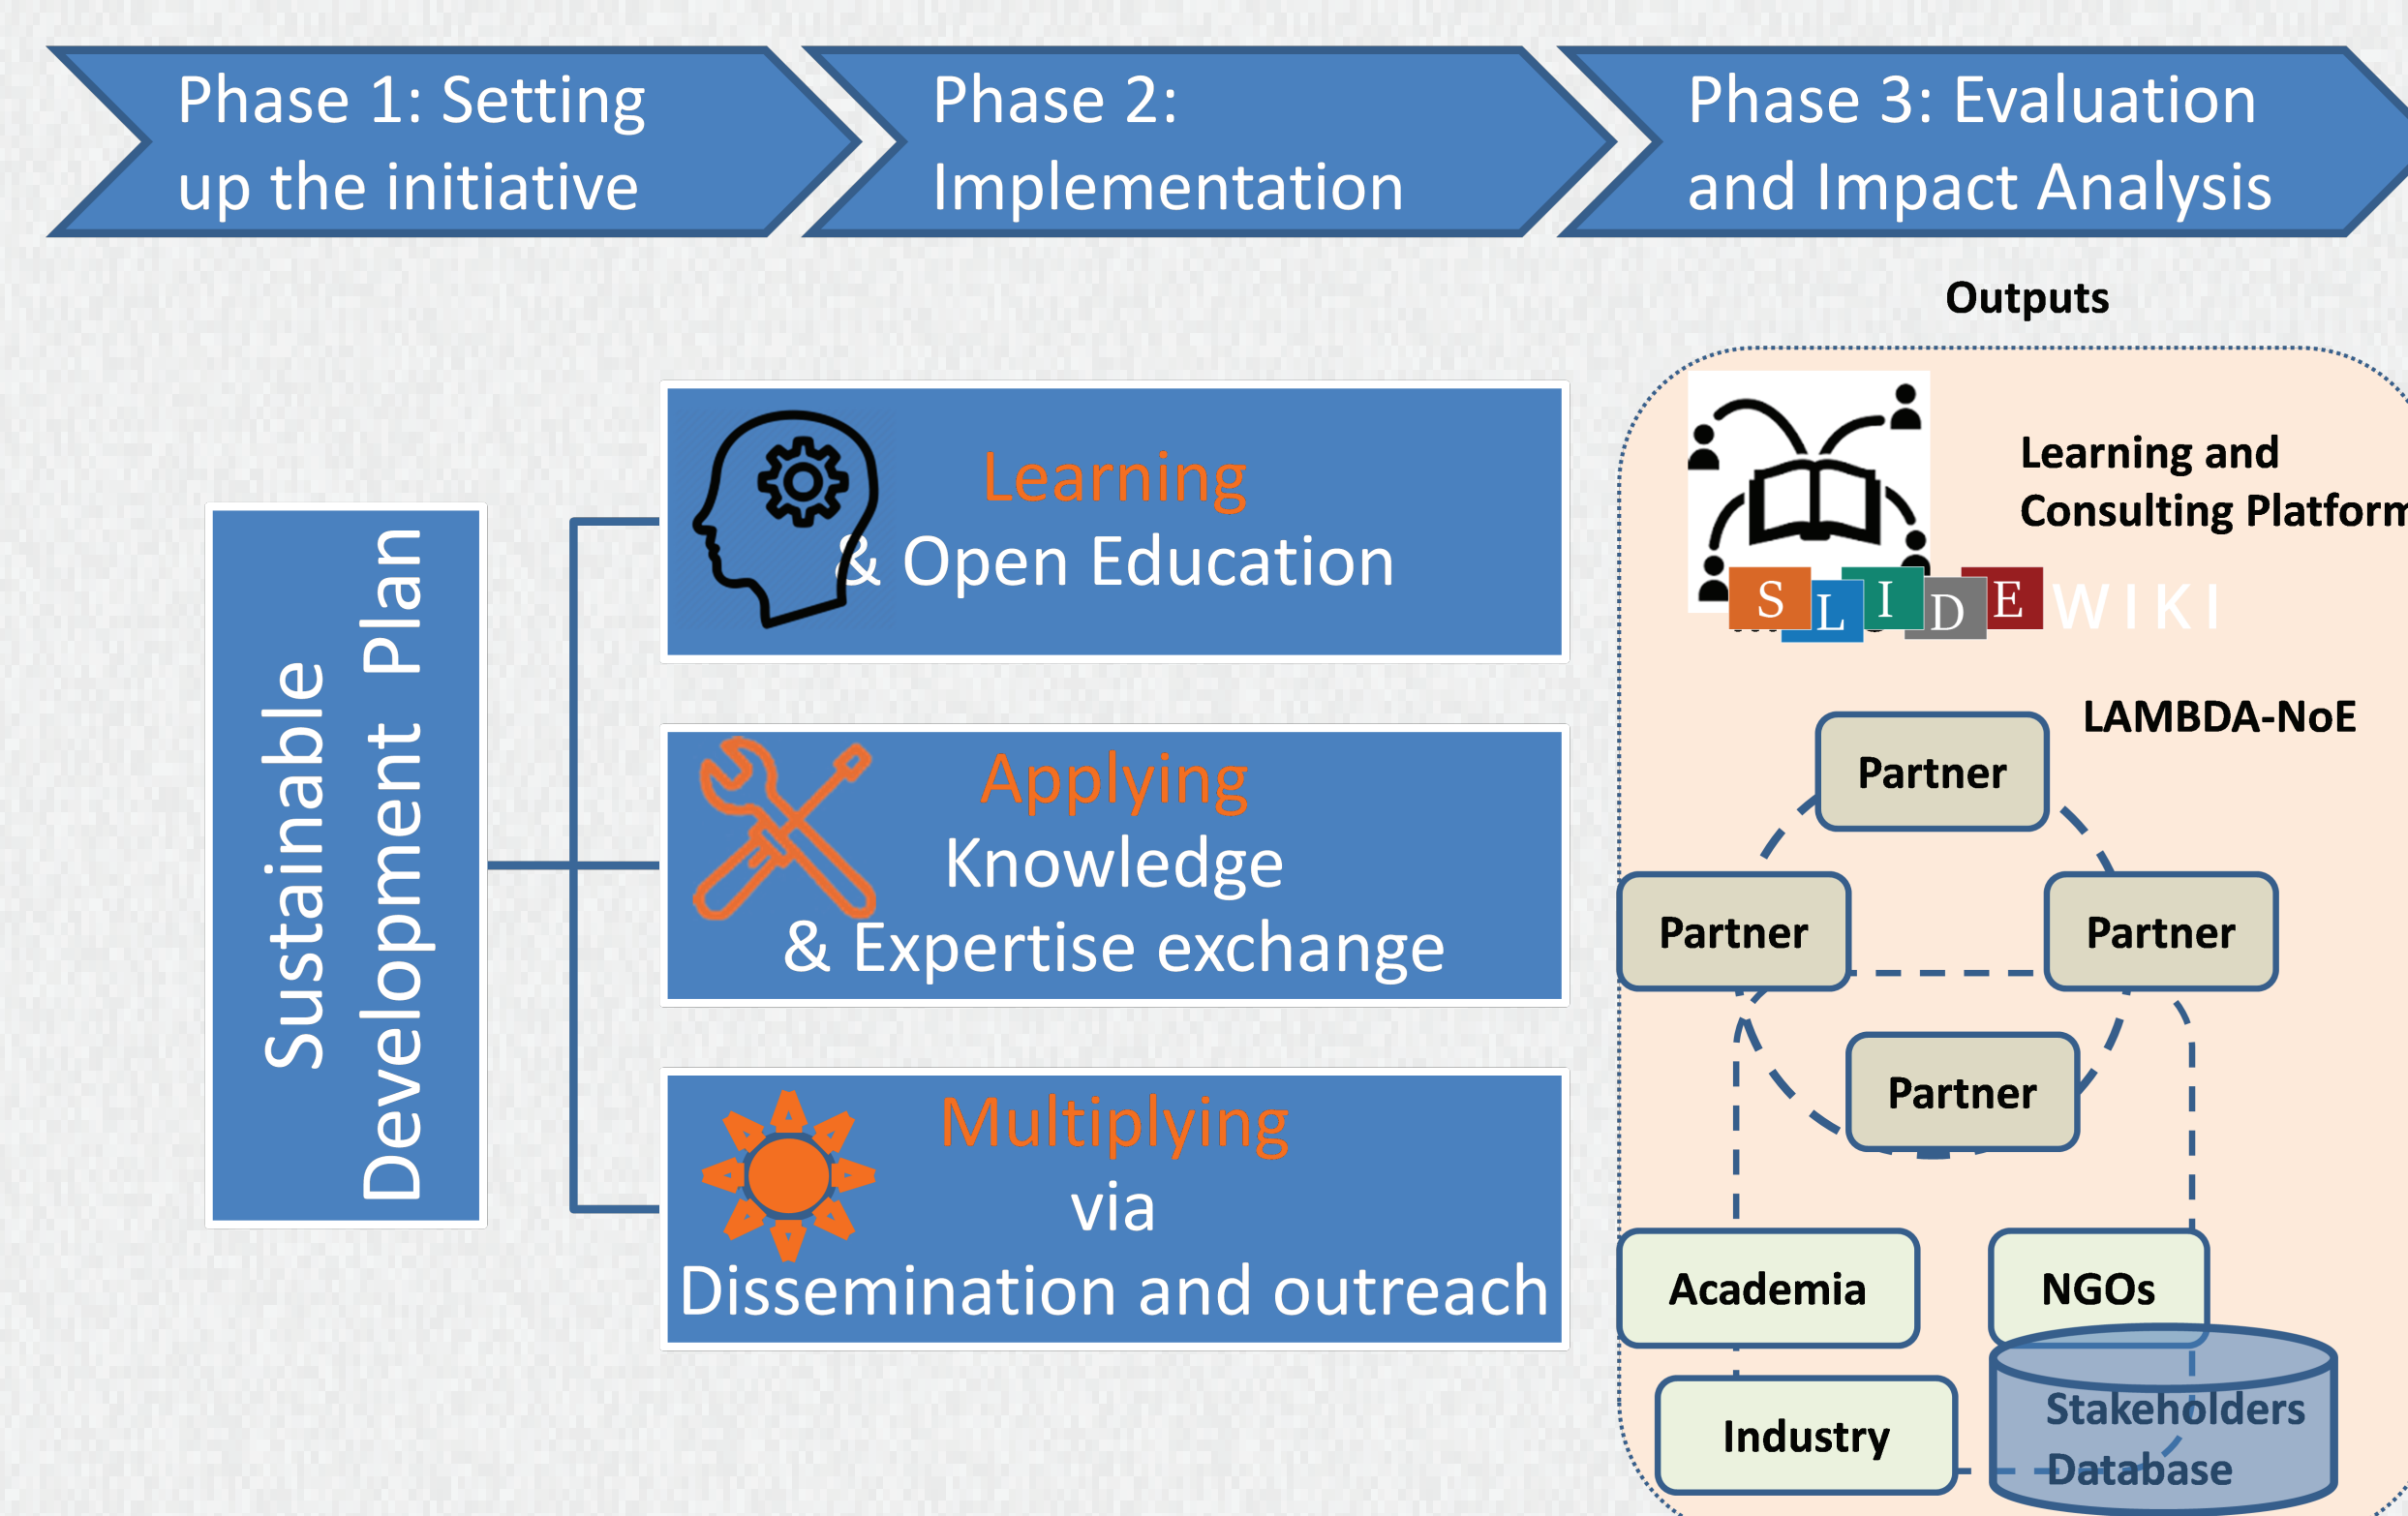 Phase 1: Setting
up the initiative
Phase 2:
Implementation
Phase 3: Evaluation
and Impact Analysis
Sustainable
Development Plan
Learning
& Open Education
Applying
Knowledge
& Expertise exchange
Multiplying
via
Dissemination and outreach
Outputs
Learning and
Consulting Platform
SLIDEWIKI
LAMBDA-NoE
Partner
Partner
Partner
Partner
Academia
NGOs
Industry
Stakeholders
Database